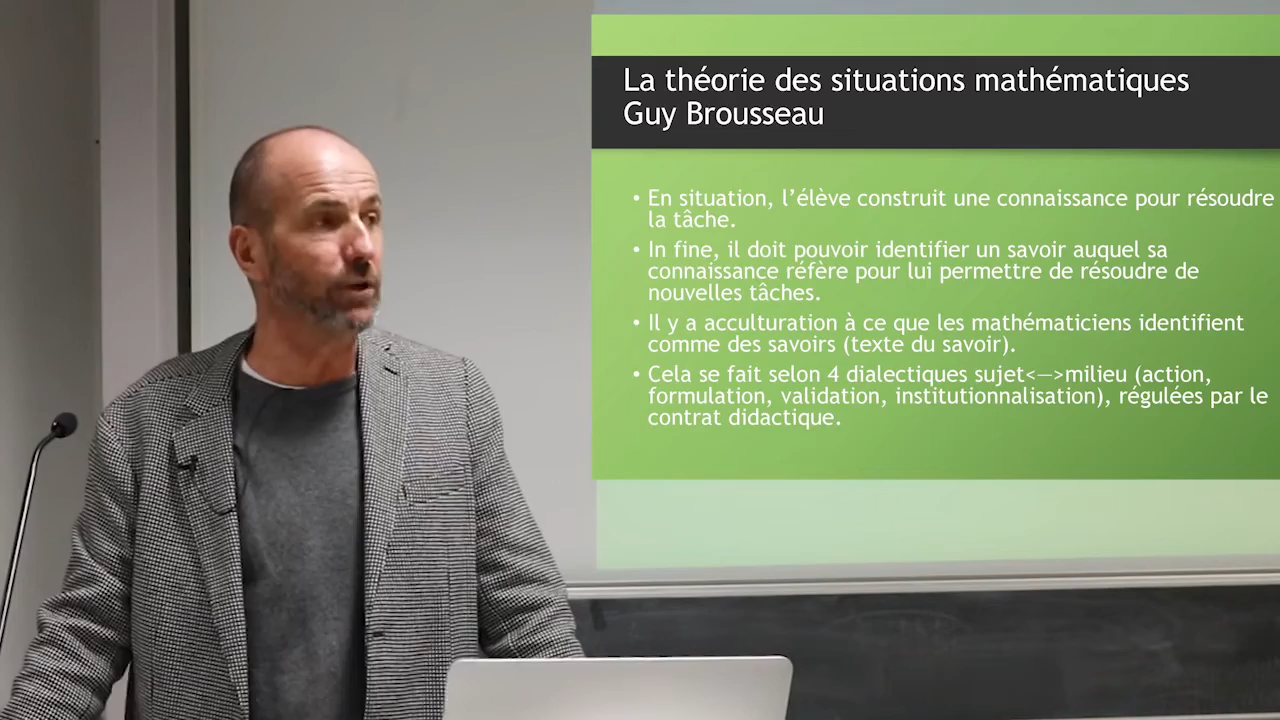 La théorie des situations mathématiques
Guy Brousseau
• En situation, l’élève construit une connaissance pour résoudre
la tâche.
• In fine, il doit pouvoir identifier un savoir auquel sa
connaissance réfère pour lui permettre de résoudre de
nouvelles tâches.
• Il y a acculturation à ce que les mathématiciens identifient
comme des savoirs (texte du savoir).
• Cela se fait selon 4 dialectiques sujet<—>milieu (action,
formulation, validation, institutionnalisation), régulées par le
contrat didactique.